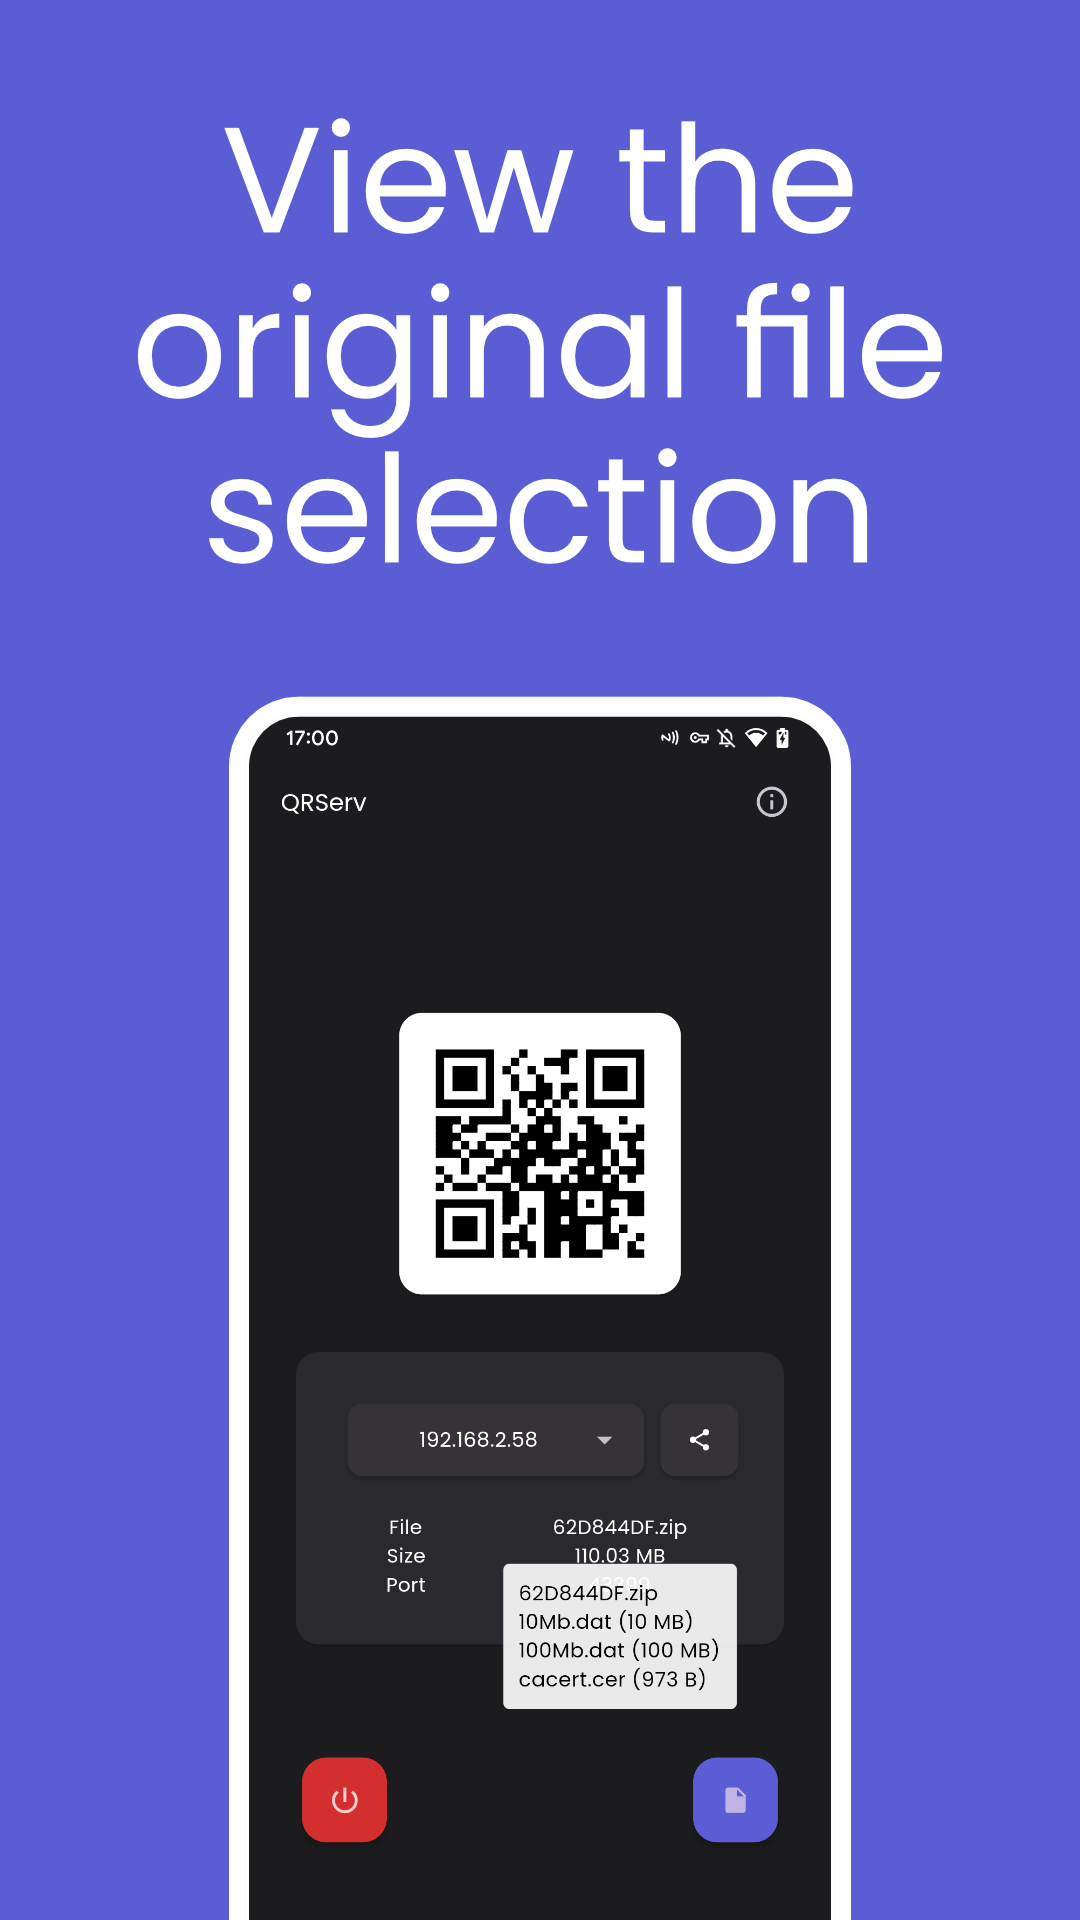 View the
original file
selection
17:00
QRServ
192.168.2.58
File 62D844DF.zip
Size 110.03 MB
Port
62D844DF.zip
10Mb.dat (10 MB)
100Mb.dat (100 MB)
cacert.cer (973 B)